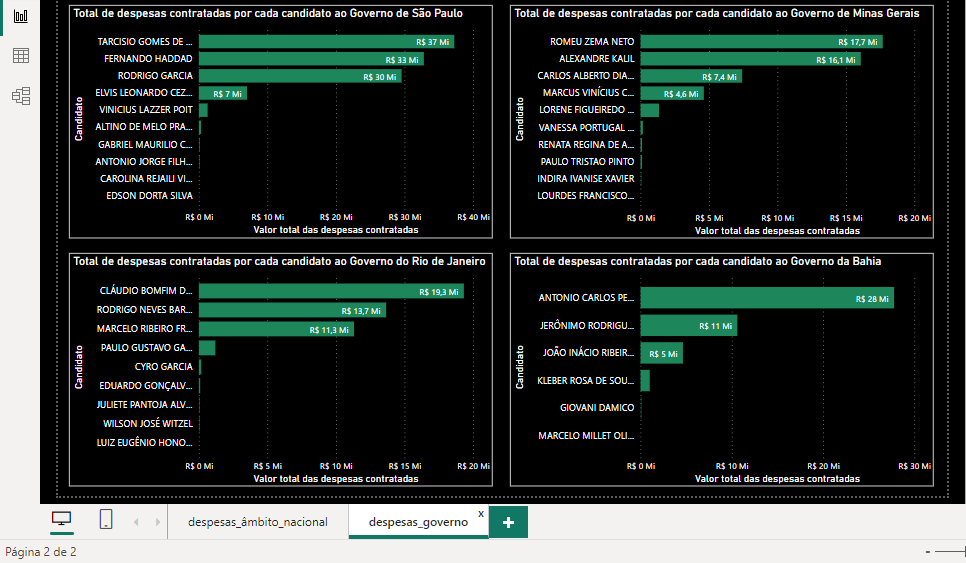 Total de despesas contratadas por cada candidato ao Governo de São Paulo
Candidato
TARCISIO GOMES DE ... R$ 37 Mi
FERNANDO HADDAD R$ 33 Mi
RODRIGO GARCIA R$ 30 Mi
ELVIS LEONARDO CEZ... R$ 7 Mi
VINICIUS LAZZER POIT
ALTINO DE MELO PRA...
GABRIEL MAURILIO C...
ANTONIO JORGE FILH...
CAROLINA REJAILI VI...
EDSON DORTA SILVA
R$ 0 Mi R$ 10 Mi R$ 20 Mi R$ 30 Mi R$ 40 Mi
Valor total das despesas contratadas
Total de despesas contratadas por cada candidato ao Governo de Minas Gerais
Candidato
ROMEU ZEMA NETO R$ 17,7 Mi
ALEXANDRE KALIL R$ 16,1 Mi
CARLOS ALBERTO DIA... R$ 7,4 Mi
MARCUS VINÍCIUS C... R$ 4,6 Mi
LORENE FIGUEIREDO ...
VANESSA PORTUGAL ...
RENATA REGINA DE A...
PAULO TRISTAO PINTO
INDIRA IVANISE XAVIER
LOURDES FRANCISCO...
R$ 0 Mi R$ 5 Mi R$ 10 Mi R$ 15 Mi R$ 20 Mi
Valor total das despesas contratadas
Total de despesas contratadas por cada candidato ao Governo do Rio de Janeiro
Candidato
CLÁUDIO BOMFIM D... R$ 19,3 Mi
RODRIGO NEVES BAR... R$ 13,7 Mi
MARCELO RIBEIRO FR... R$ 11,3 Mi
PAULO GUSTAVO GA...
CYRO GARCIA
EDUARDO GONÇALV...
JULIETE PANTOJA ALV...
WILSON JOSÉ WITZEL
LUIZ EUGÊNIO HONO...
R$ 0 Mi R$ 5 Mi R$ 10 Mi R$ 15 Mi R$ 20 Mi
Valor total das despesas contratadas
Total de despesas contratadas por cada candidato ao Governo da Bahia
Candidato
ANTONIO CARLOS PE... R$ 28 Mi
JERÔNIMO RODRIGU... R$ 11 Mi
JOÃO INÁCIO RIBEIR... R$ 5 Mi
KLEBER ROSA DE SOU...
GIOVANI DAMICO
MARCELO MILLET OLI...
R$ 0 Mi R$ 10 Mi R$ 20 Mi R$ 30 Mi
Valor total das despesas contratadas
despesas_âmbito_nacional despesas_governo x +
Página 2 de 2 -